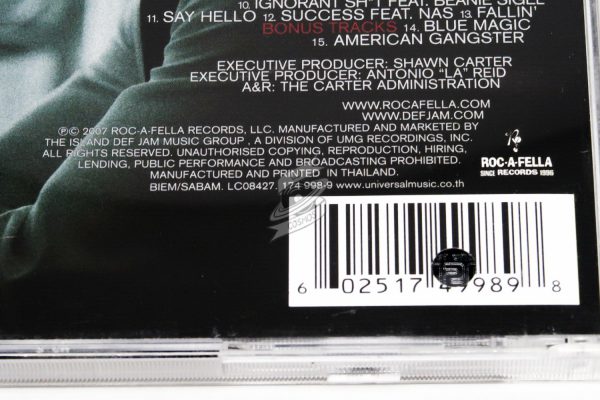 10. IGNORANT SH*T FEAT. BEANIE SIGEL
11. SAY HELLO 12. SUCCESS FEAT. NAS 13. FALLIN'
BONUS TRACKS 14. BLUE MAGIC
15. AMERICAN GANGSTER
EXECUTIVE PRODUCER: SHAWN CARTER
EXECUTIVE PRODUCER: ANTONIO "LA" REID
A&R: THE CARTER ADMINISTRATION
WWW.ROCAFELLA.COM
WWW.DEFJAM.COM
℗© 2007 ROC-A-FELLA RECORDS, LLC. MANUFACTURED AND MARKETED BY
THE ISLAND DEF JAM MUSIC GROUP , A DIVISION OF UMG RECORDINGS, INC.
ALL RIGHTS RESERVED. UNAUTHORISED COPYING, REPRODUCTION, HIRING,
LENDING, PUBLIC PERFORMANCE AND BROADCASTING PROHIBITED.
MANUFACTURED AND PRINTED IN THAILAND.
BIEM/SABAM. LC08427. 174 998-9 www.universalmusic.co.th
ROC-A-FELLA
SINCE RECORDS 1996
COSMOS
6 02517 49989 8